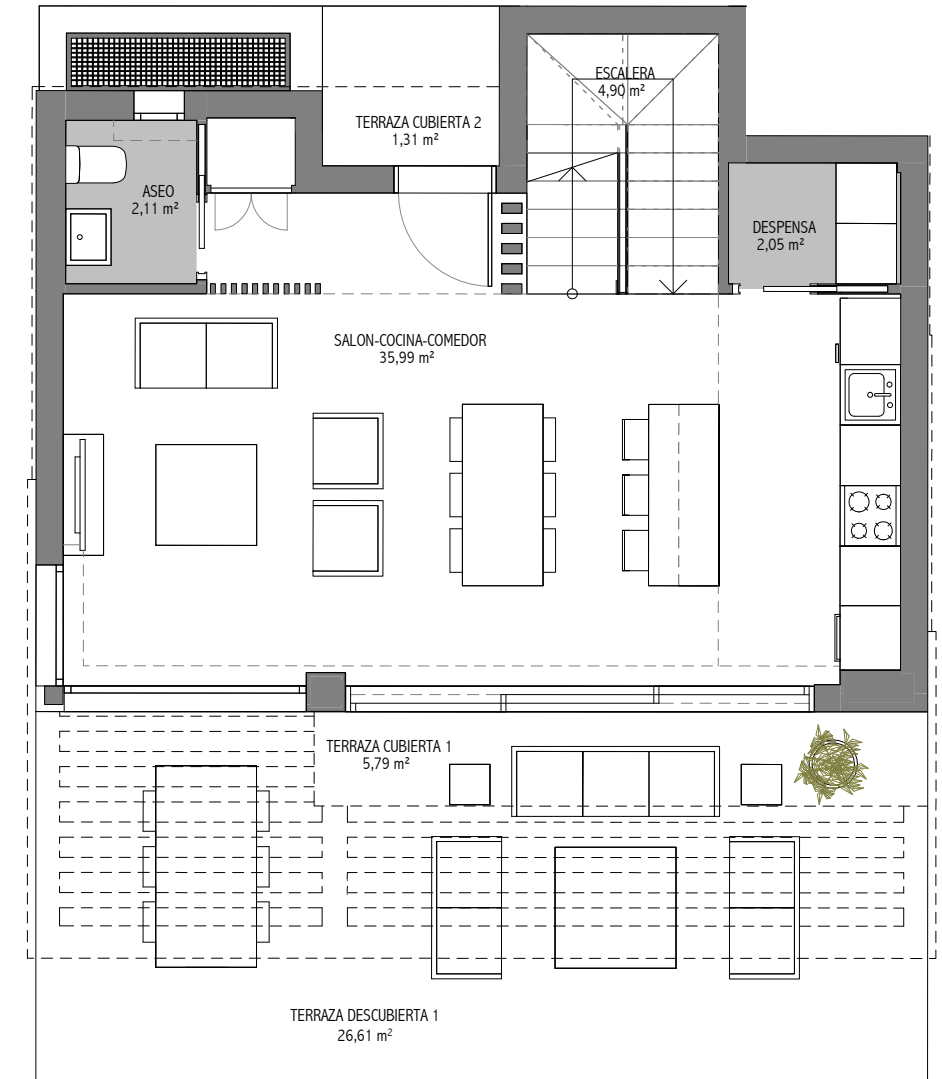 ESCALERA
4,90 m²
TERRAZA CUBIERTA 2
1,31 m²
ASEO
2,11 m²
DESPENSA
2,05 m²
SALON-COCINA-COMEDOR
35,99 m²
TERRAZA CUBIERTA 1
5,79 m²
TERRAZA DESCUBIERTA 1
26,61 m²